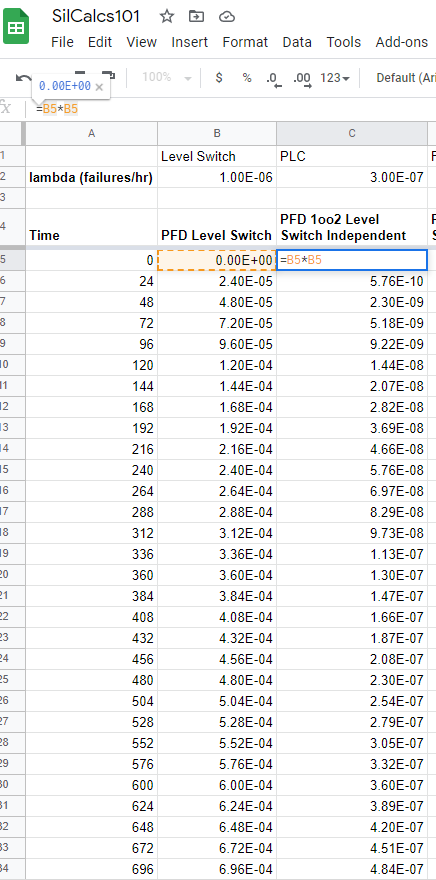 SilCalcs101
File Edit View Insert Format Data Tools Add-ons
100% $ % .0 .00 123 Default (Ari
0.00E+00 ×
fx =B5*B5
A B C
1 Level Switch PLC
2 lambda (failures/hr) 1.00E-06 3.00E-07
3
4 Time PFD Level Switch PFD 1oo2 Level
Switch Independent
5 0 0.00E+00 =B5*B5
6 24 2.40E-05 5.76E-10
7 48 4.80E-05 2.30E-09
8 72 7.20E-05 5.18E-09
9 96 9.60E-05 9.22E-09
10 120 1.20E-04 1.44E-08
11 144 1.44E-04 2.07E-08
12 168 1.68E-04 2.82E-08
13 192 1.92E-04 3.69E-08
14 216 2.16E-04 4.66E-08
15 240 2.40E-04 5.76E-08
16 264 2.64E-04 6.97E-08
17 288 2.88E-04 8.29E-08
18 312 3.12E-04 9.73E-08
19 336 3.36E-04 1.13E-07
20 360 3.60E-04 1.30E-07
21 384 3.84E-04 1.47E-07
22 408 4.08E-04 1.66E-07
23 432 4.32E-04 1.87E-07
24 456 4.56E-04 2.08E-07
25 480 4.80E-04 2.30E-07
26 504 5.04E-04 2.54E-07
27 528 5.28E-04 2.79E-07
28 552 5.52E-04 3.05E-07
29 576 5.76E-04 3.32E-07
30 600 6.00E-04 3.60E-07
31 624 6.24E-04 3.89E-07
32 648 6.48E-04 4.20E-07
33 672 6.72E-04 4.51E-07
34 696 6.96E-04 4.84E-07